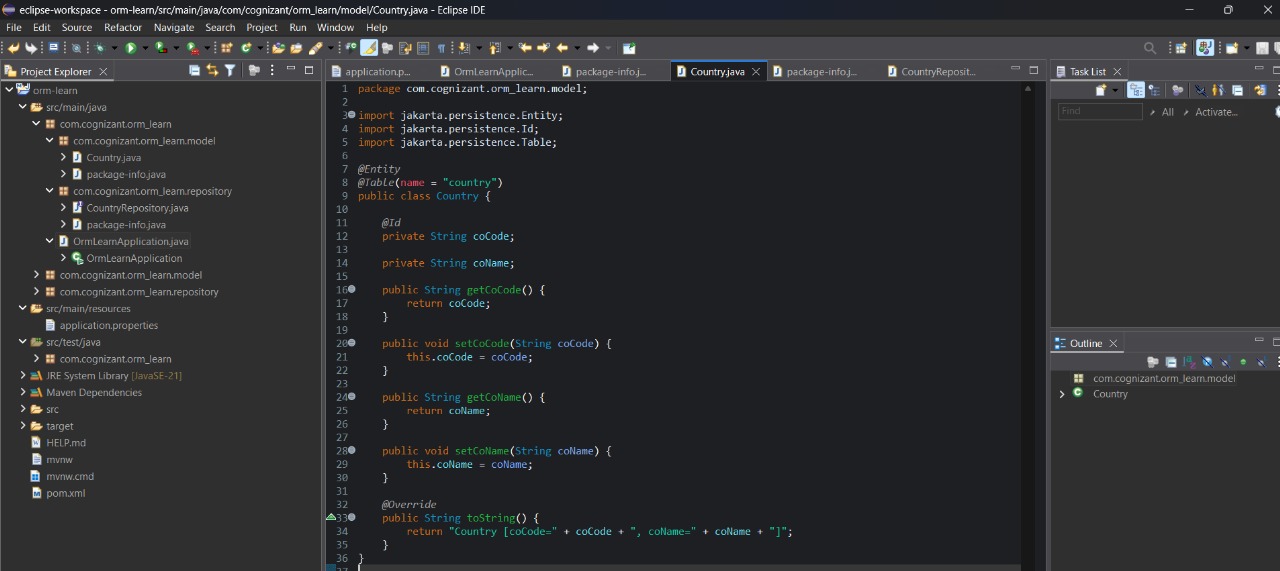 eclipse-workspace - orm-learn/src/main/java/com/cognizant/orm_learn/model/Country.java - Eclipse IDE
File Edit Source Refactor Navigate Search Project Run Window Help
Project Explorer
orm-learn
src/main/java
com.cognizant.orm_learn
com.cognizant.orm_learn.model
Country.java
package-info.java
com.cognizant.orm_learn.repository
CountryRepository.java
package-info.java
OrmLearnApplication.java
OrmLearnApplication
com.cognizant.orm_learn.model
com.cognizant.orm_learn.repository
src/main/resources
application.properties
src/test/java
com.cognizant.orm_learn
JRE System Library [JavaSE-21]
Maven Dependencies
src
target
HELP.md
mvnw
mvnw.cmd
pom.xml
application.p... OrmLearnApplic... package-info.j... Country.java package-info.j... CountryReposit...
1 package com.cognizant.orm_learn.model;
2
3 import jakarta.persistence.Entity;
4 import jakarta.persistence.Id;
5 import jakarta.persistence.Table;
6
7 @Entity
8 @Table(name = "country")
9 public class Country {
10
11 @Id
12 private String coCode;
13
14 private String coName;
15
16 public String getCoCode() {
17 return coCode;
18 }
19
20 public void setCoCode(String coCode) {
21 this.coCode = coCode;
22 }
23
24 public String getCoName() {
25 return coName;
26 }
27
28 public void setCoName(String coName) {
29 this.coName = coName;
30 }
31
32 @Override
33 public String toString() {
34 return "Country [coCode=" + coCode + ", coName=" + coName + "]";
35 }
36 }
37
Task List
Find All Activate...
Outline
com.cognizant.orm_learn.model
Country